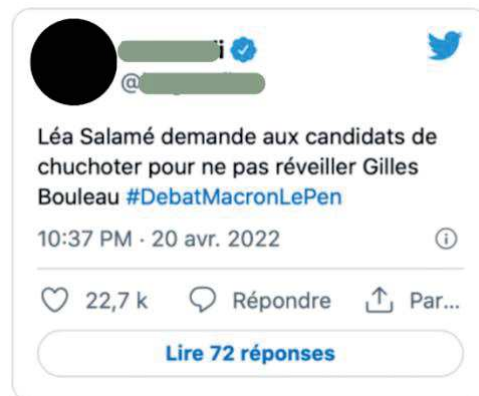 @
Léa Salamé demande aux candidats de
chuchoter pour ne pas réveiller Gilles
Bouleau #DebatMacronLePen
10:37 PM · 20 avr. 2022
22,7 k Répondre Par...
Lire 72 réponses